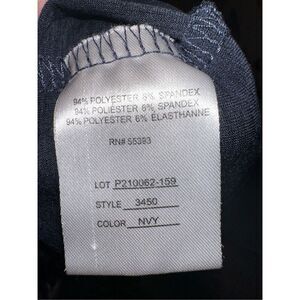 94% POLYESTER 6% SPANDEX
94% POLIESTER 6% SPANDEX
94% POLYESTER 6% ELASTHANNE
RN# 55393
LOT P210062-159
STYLE 3450
COLOR NVY